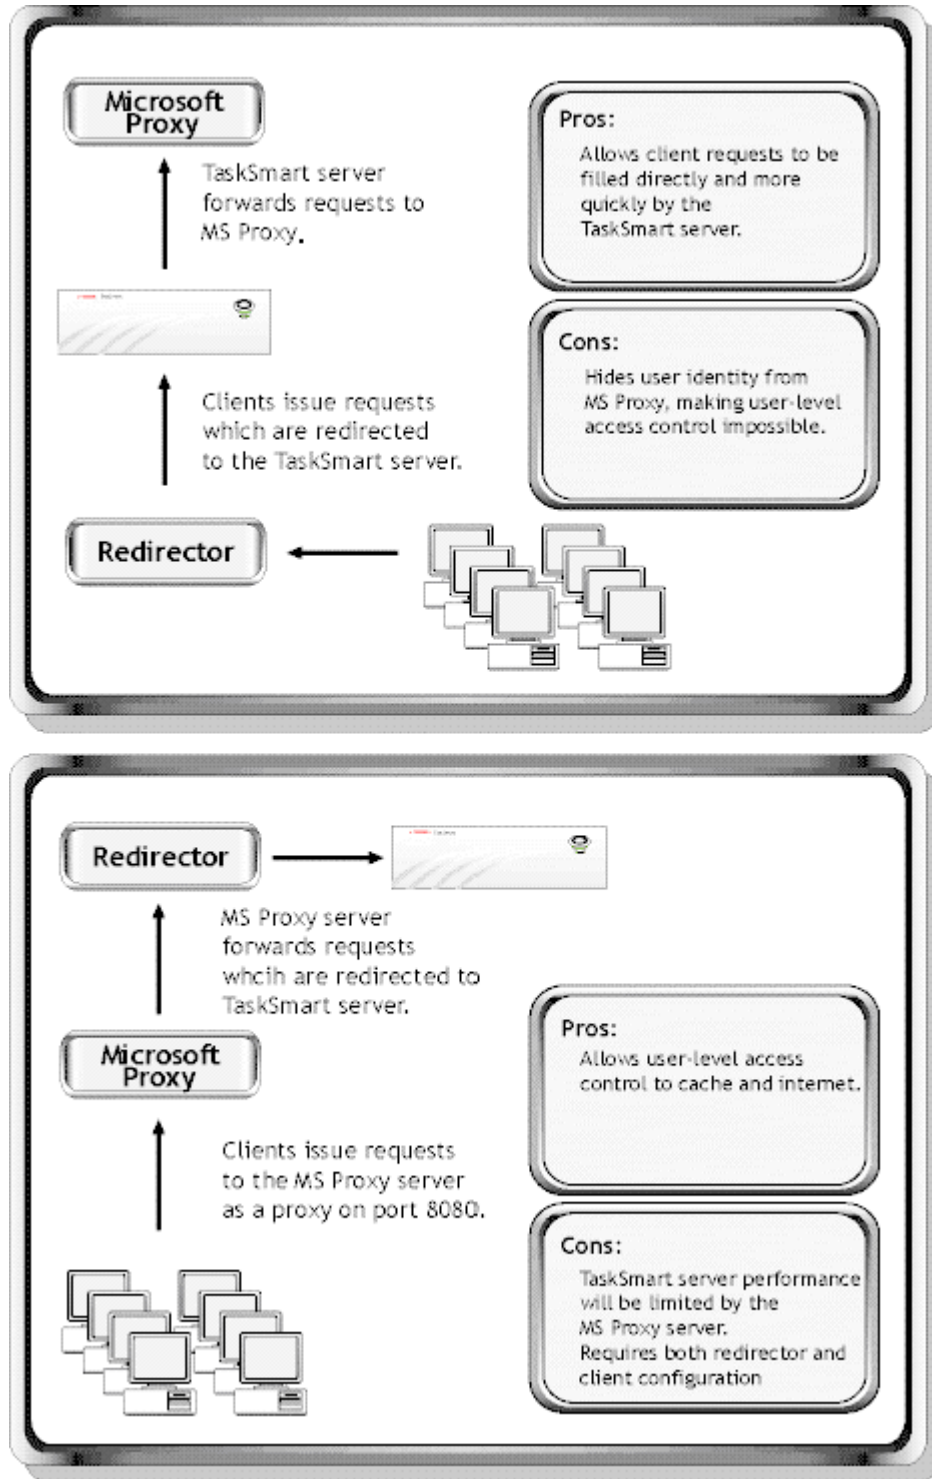 Microsoft
Proxy
TaskSmart server
forwards requests to
MS Proxy.
Clients issue requests
which are redirected
to the TaskSmart server.
Redirector
Pros:
Allows client requests to be
filled directly and more
quickly by the
TaskSmart server.
Cons:
Hides user identity from
MS Proxy, making user-level
access control impossible.
Redirector
MS Proxy server
forwards requests
whcih are redirected to
TaskSmart server.
Microsoft
Proxy
Clients issue requests
to the MS Proxy server
as a proxy on port 8080.
Pros:
Allows user-level access
control to cache and internet.
Cons:
TaskSmart server performance
will be limited by the
MS Proxy server.
Requires both redirector and
client configuration